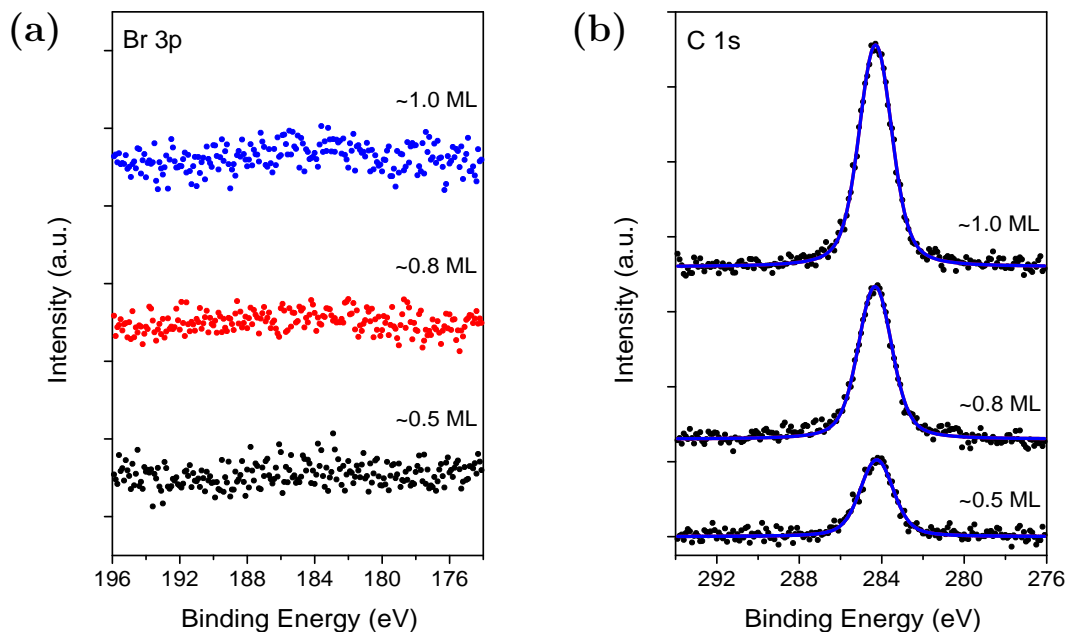 (a)
Br 3p
~1.0 ML
~0.8 ML
~0.5 ML
Intensity (a.u.)
196 192 188 184 180 176
Binding Energy (eV)
(b)
C 1s
~1.0 ML
~0.8 ML
~0.5 ML
Intensity (a.u.)
292 288 284 280 276
Binding Energy (eV)